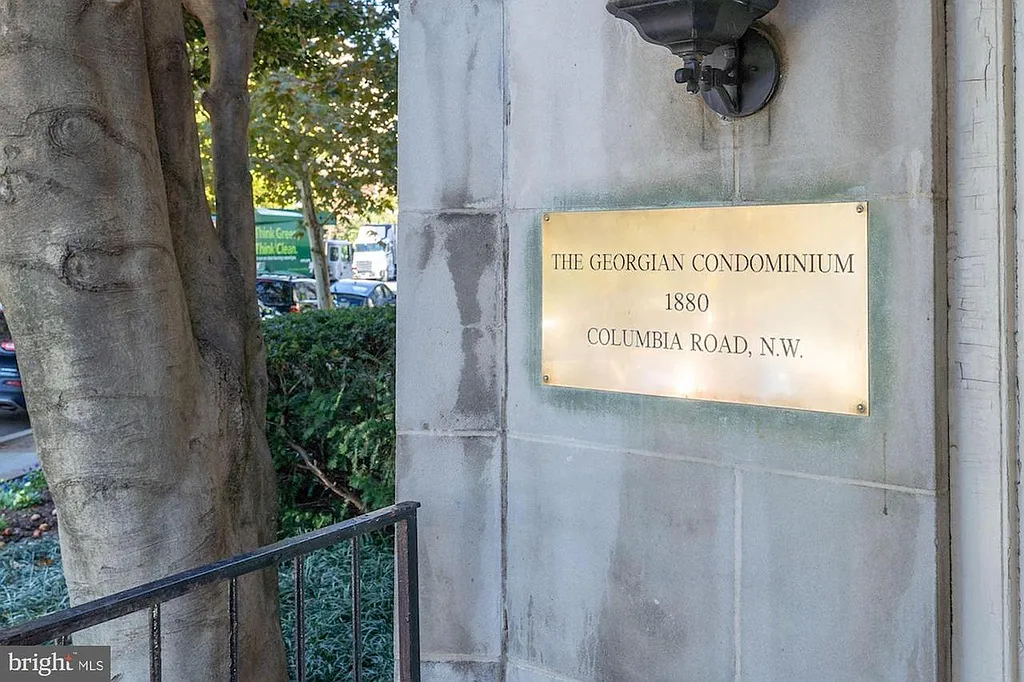 Think Green.
Think Clean.
THE GEORGIAN CONDOMINIUM
1880
COLUMBIA ROAD, N.W.
bright MLS